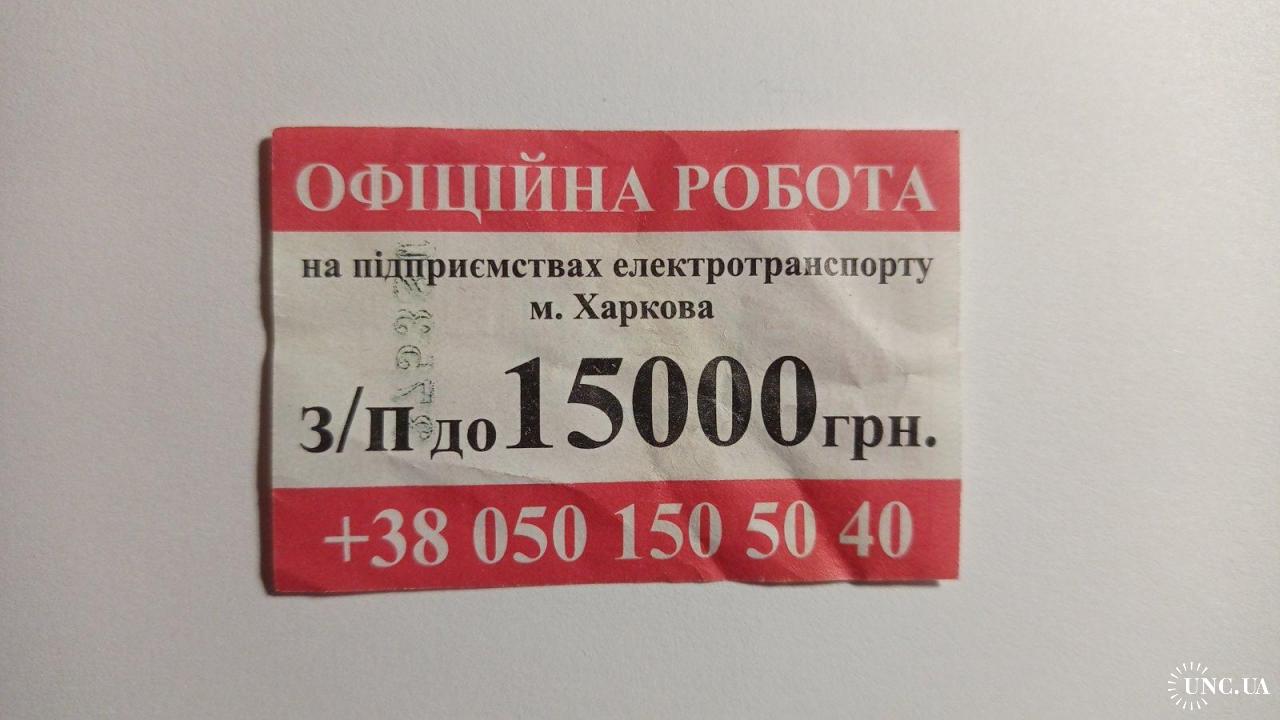 ОФІЦІЙНА РОБОТА
на підприємствах електротранспорту
м. Харкова
З/П до 15000 грн.
+38 050 150 50 40
UNC.UA